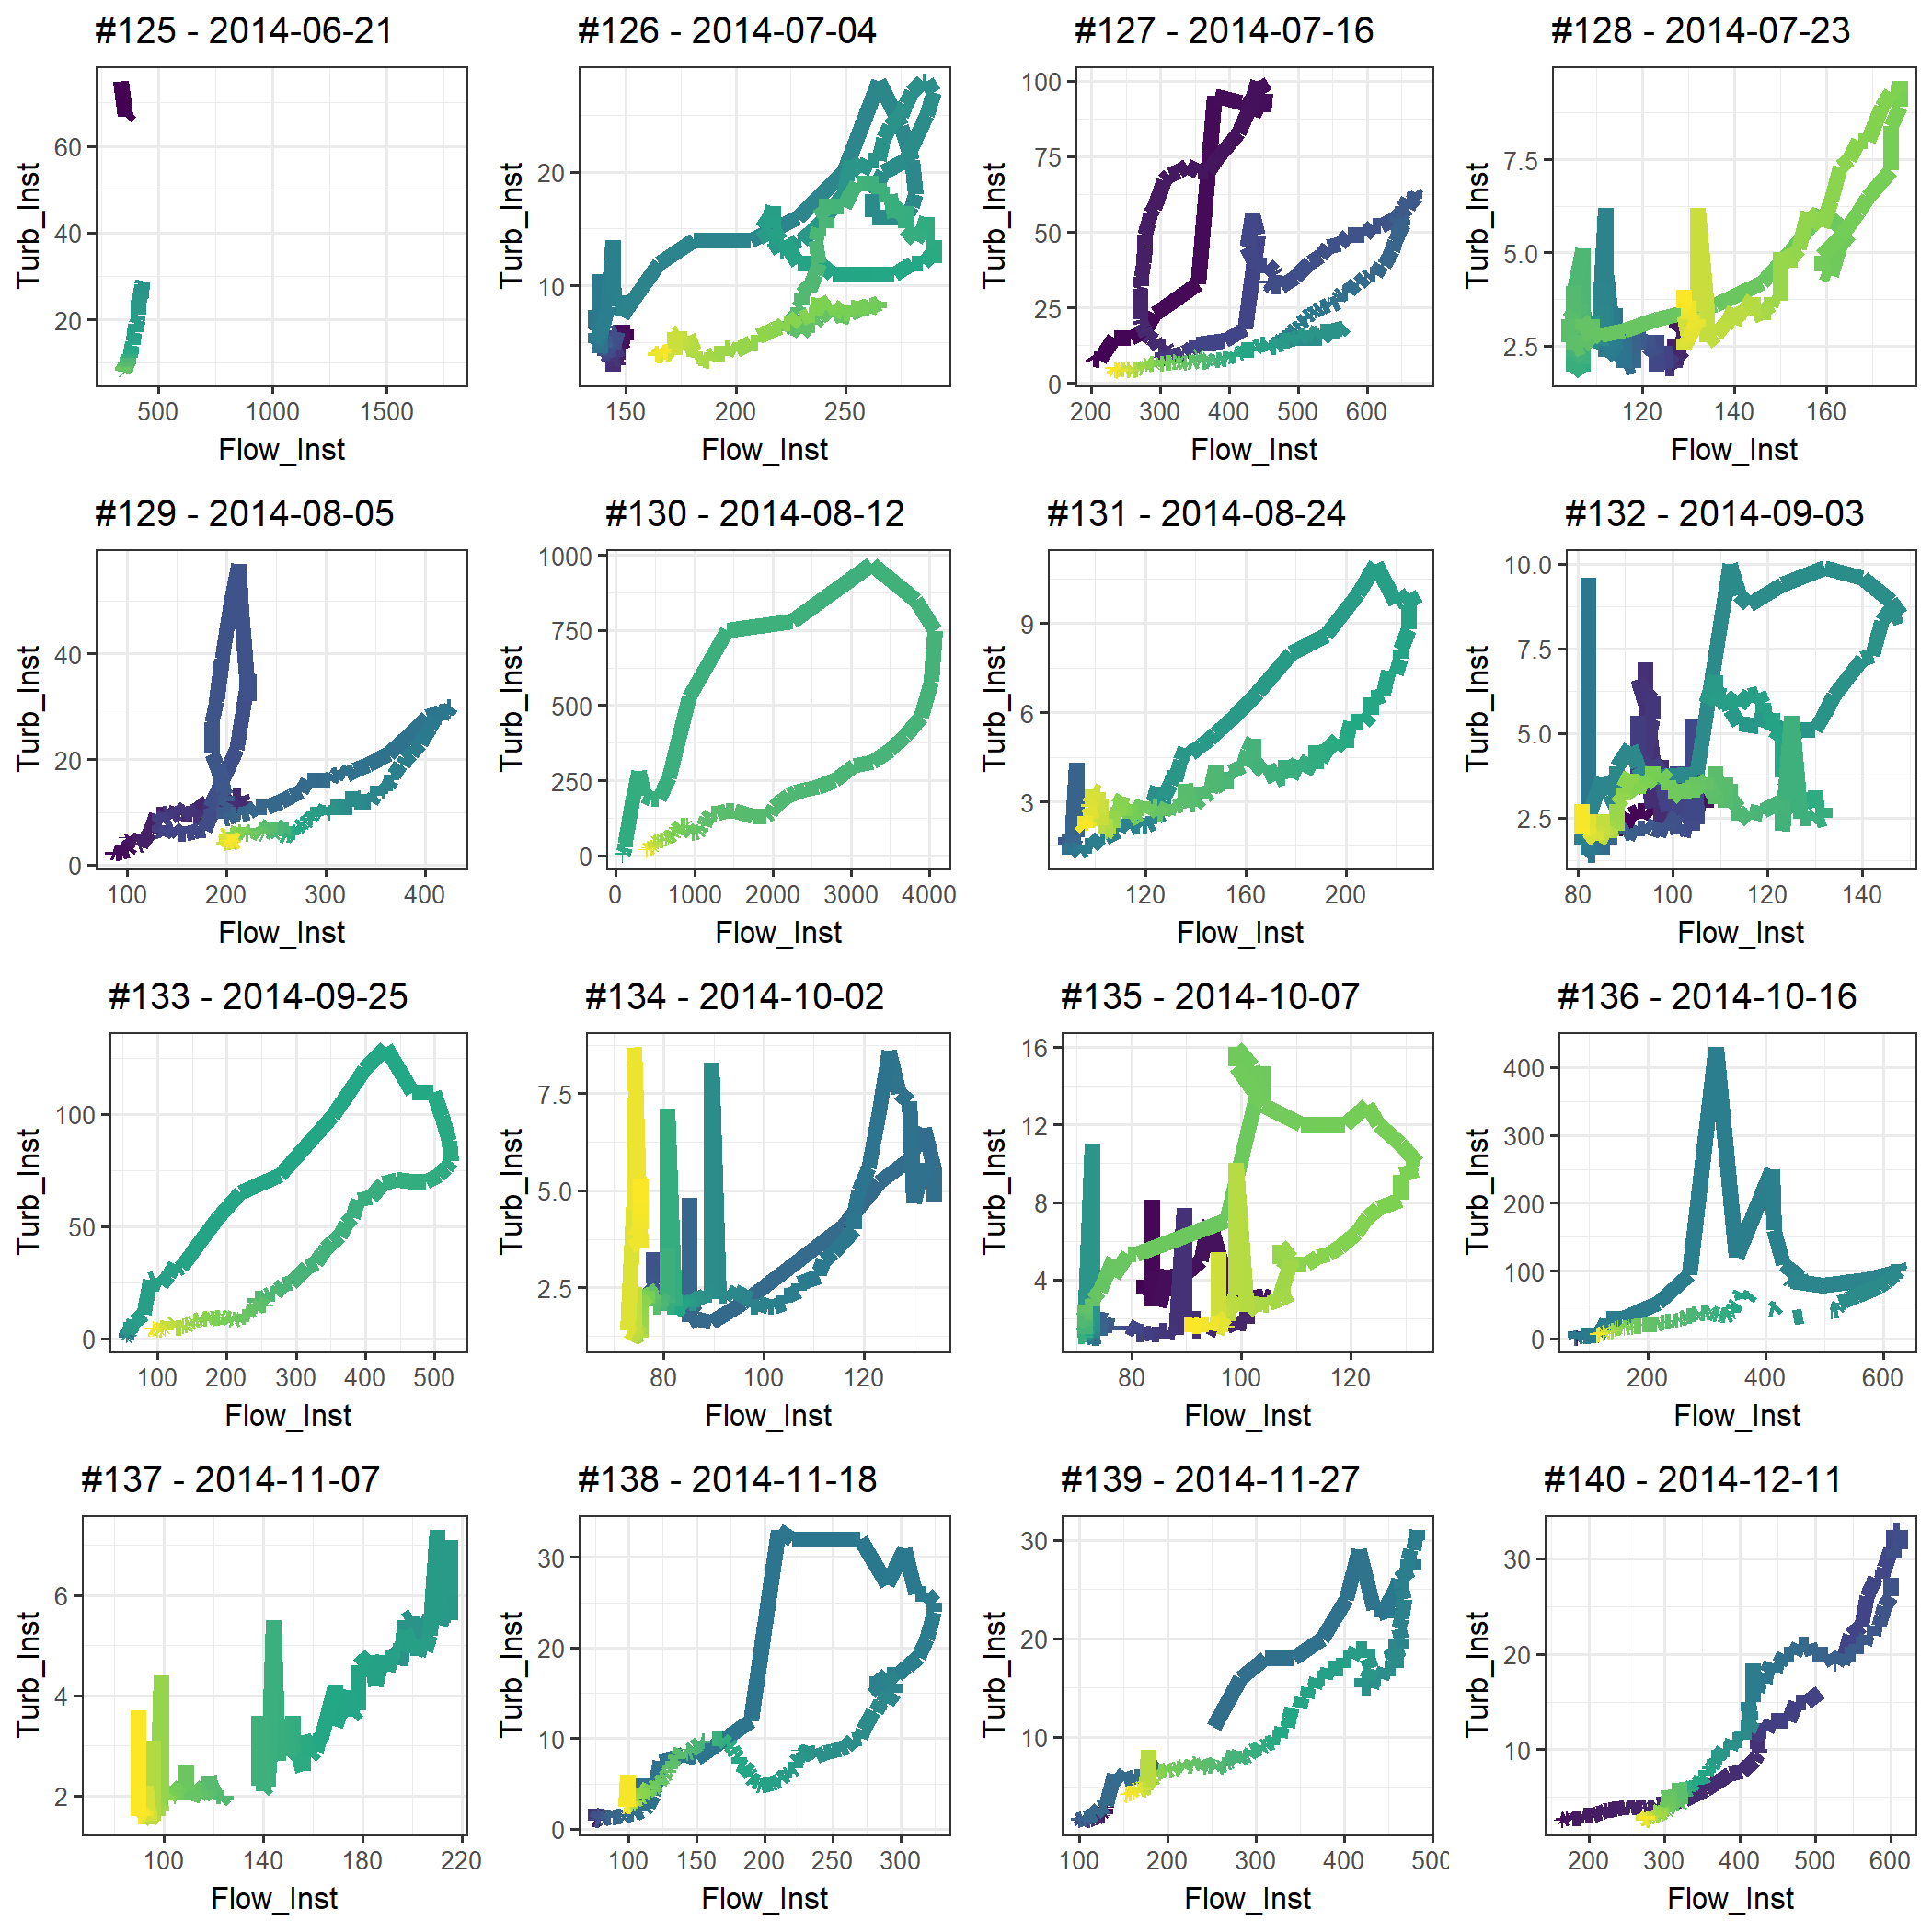 #125 - 2014-06-21
#126 - 2014-07-04
#127 - 2014-07-16
#128 - 2014-07-23
Turb_Inst
60
40
20
500 1000 1500
Flow_Inst
Turb_Inst
20
10
150 200 250
Flow_Inst
Turb_Inst
100
75
50
25
0
200 300 400 500 600
Flow_Inst
Turb_Inst
7.5
5.0
2.5
120 140 160
Flow_Inst
#129 - 2014-08-05
#130 - 2014-08-12
#131 - 2014-08-24
#132 - 2014-09-03
Turb_Inst
40
20
0
100 200 300 400
Flow_Inst
Turb_Inst
1000
750
500
250
0
0 1000 2000 3000 4000
Flow_Inst
Turb_Inst
9
6
3
120 160 200
Flow_Inst
Turb_Inst
10.0
7.5
5.0
2.5
80 100 120 140
Flow_Inst
#133 - 2014-09-25
#134 - 2014-10-02
#135 - 2014-10-07
#136 - 2014-10-16
Turb_Inst
100
50
0
100 200 300 400 500
Flow_Inst
Turb_Inst
7.5
5.0
2.5
80 100 120
Flow_Inst
Turb_Inst
16
12
8
4
80 100 120
Flow_Inst
Turb_Inst
400
300
200
100
0
200 400 600
Flow_Inst
#137 - 2014-11-07
#138 - 2014-11-18
#139 - 2014-11-27
#140 - 2014-12-11
Turb_Inst
6
4
2
100 140 180 220
Flow_Inst
Turb_Inst
30
20
10
0
100 150 200 250 300
Flow_Inst
Turb_Inst
30
20
10
100 200 300 400 500
Flow_Inst
Turb_Inst
30
20
10
200 300 400 500 600
Flow_Inst